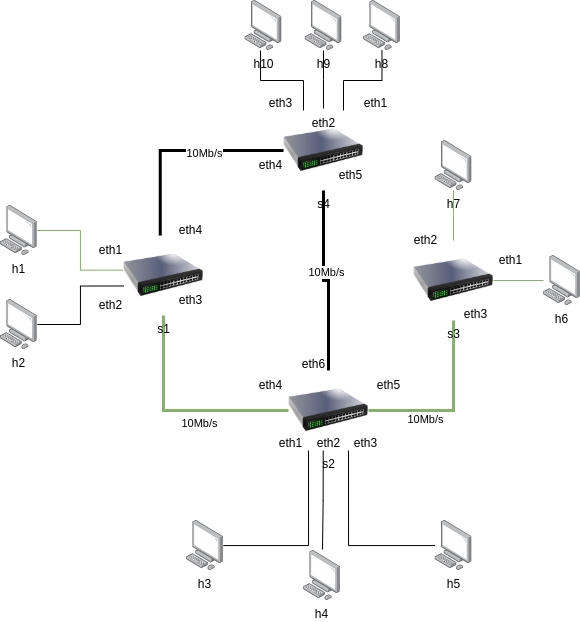 h10
h9
h8
eth3
eth1
eth2
10Mb/s
eth4
eth5
s4
h7
eth4
eth2
eth1
eth1
h1
10Mb/s
eth2
eth3
eth3
h6
s1
s3
h2
eth6
eth4
eth5
10Mb/s
10Mb/s
eth1
eth2
eth3
s2
h3
h4
h5